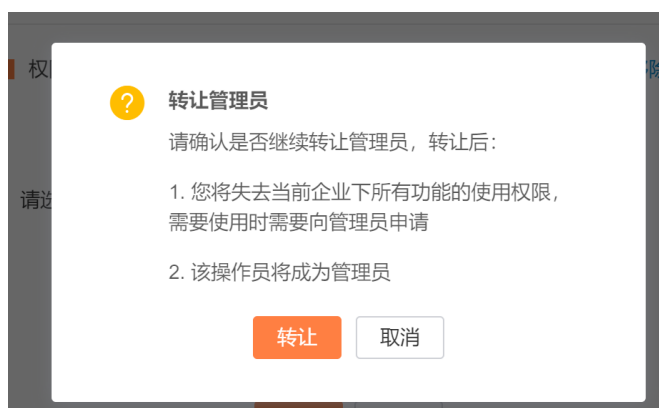 权
转让管理员
请确认是否继续转让管理员，转让后：
1. 您将失去当前企业下所有功能的使用权限，
需要使用时需要向管理员申请
请选
2. 该操作员将成为管理员
转让
取消